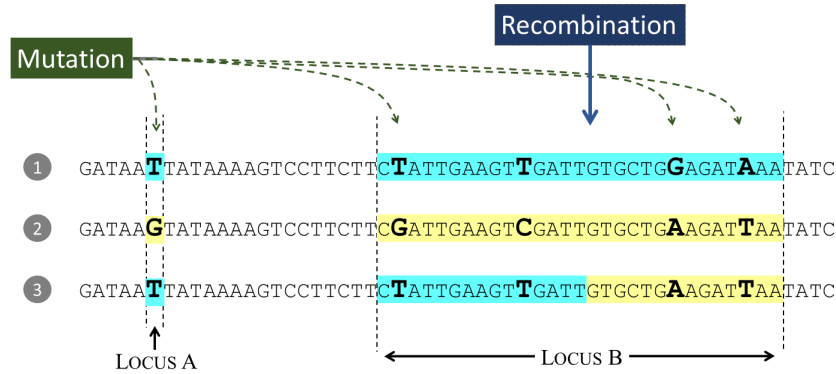 Recombination
Mutation
1 GATAATTATAAAAGTCCTTCTTCTATTGAAGTTGATTGTGCTGGAGATAAATATC
2 GATAAGTATAAAAGTCCTTCTTCGATTGAAGTCGATTGTGCTGAAGATTAATATC
3 GATAATTATAAAAGTCCTTCTTCTATTGAAGTTGATTGTGCTGAAGATTAATATC
LOCUS A
LOCUS B